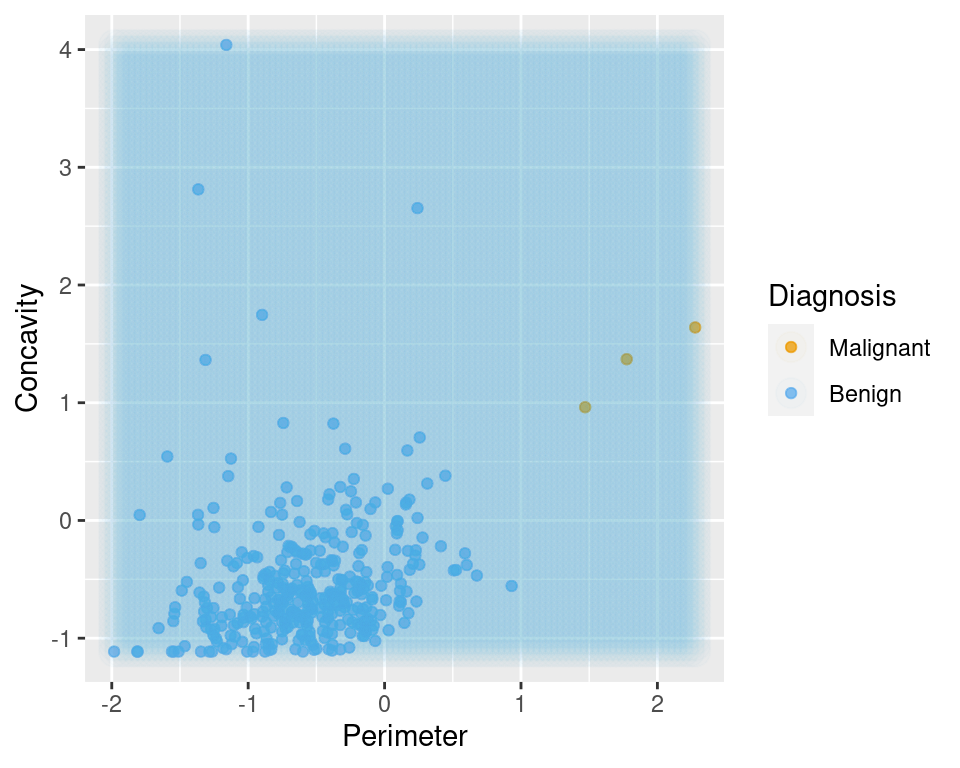 4
3
2
1
0
-1
-2 -1 0 1 2
Perimeter
Concavity
Diagnosis
Malignant
Benign